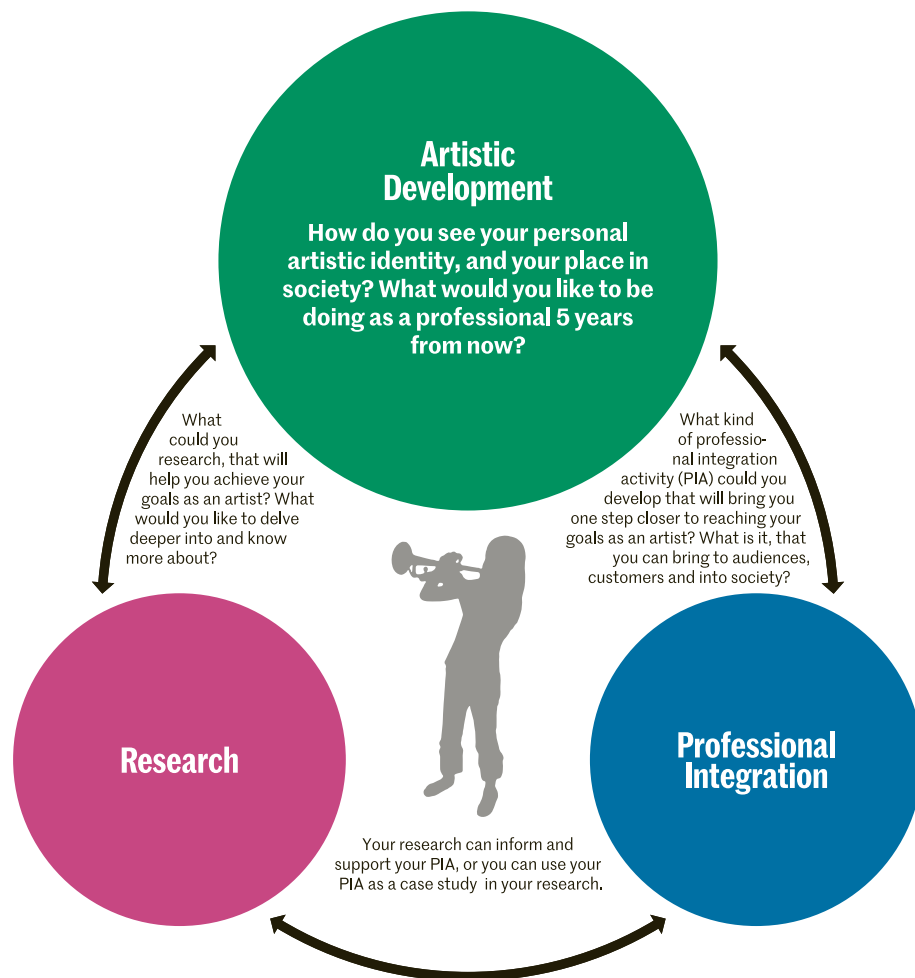 Artistic
Development
How do you see your personal
artistic identity, and your place in
society? What would you like to be
doing as a professional 5 years
from now?
What
could you
research, that will
help you achieve your
goals as an artist? What
would you like to delve
deeper into and know
more about?
What kind
of professio-
nal integration
activity (PIA) could you
develop that will bring you
one step closer to reaching your
goals as an artist? What is it, that
you can bring to audiences,
customers and into society?
Research
Professional
Integration
Your research can inform and
support your PIA, or you can use your
PIA as a case study in your research.